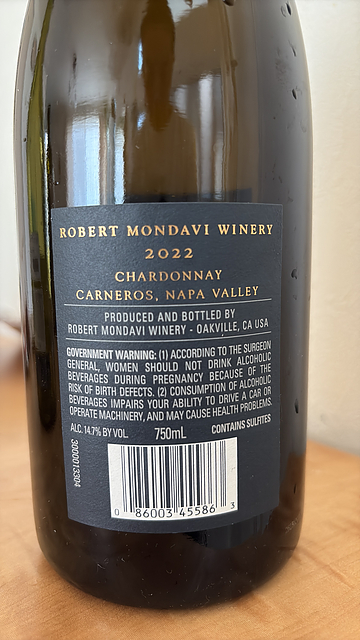 ROBERT MONDAVI WINERY
2022
CHARDONNAY
CARNEROS, NAPA VALLEY
PRODUCED AND BOTTLED BY
ROBERT MONDAVI WINERY - OAKVILLE, CA USA
GOVERNMENT WARNING: (1) ACCORDING TO THE SURGEON
GENERAL, WOMEN SHOULD NOT DRINK ALCOHOLIC
BEVERAGES DURING PREGNANCY BECAUSE OF THE
RISK OF BIRTH DEFECTS. (2) CONSUMPTION OF ALCOHOLIC
BEVERAGES IMPAIRS YOUR ABILITY TO DRIVE A CAR OR
OPERATE MACHINERY, AND MAY CAUSE HEALTH PROBLEMS.
ALC. 14.7% BY VOL. 750mL CONTAINS SULFITES
3000013304
0 86003 45586 3